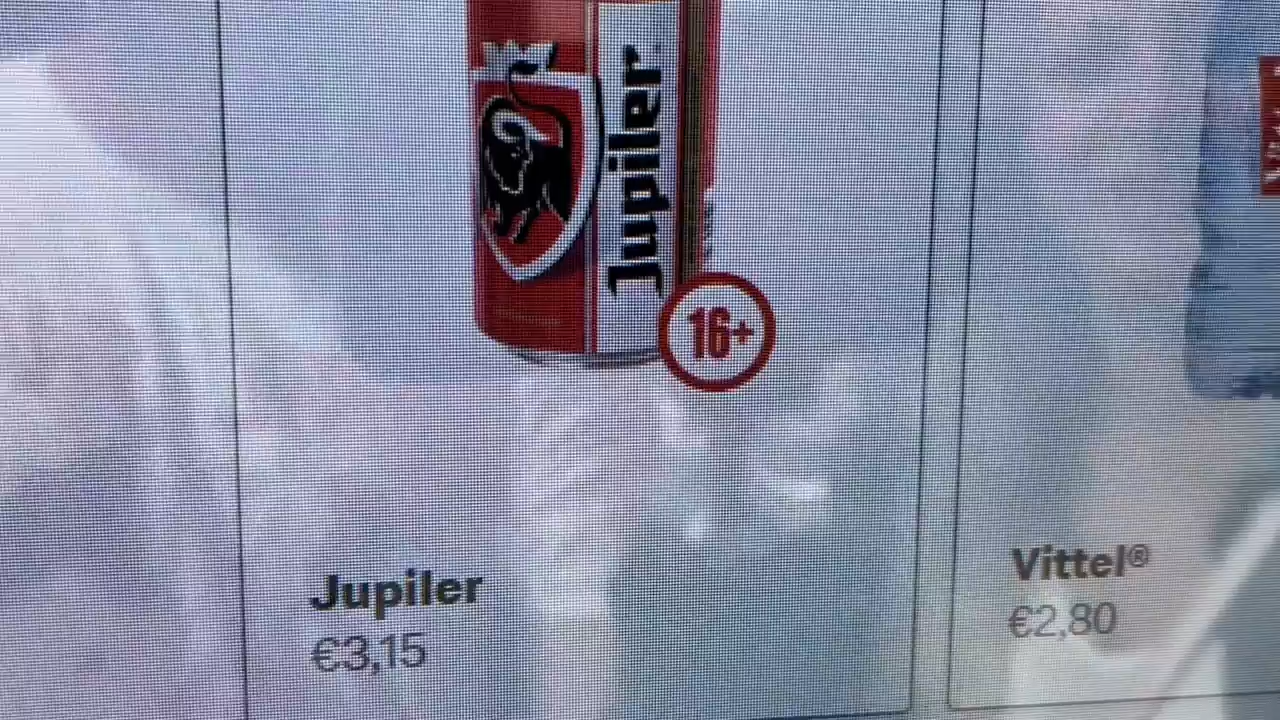 Jupiler
16+
Jupiler
€3,15
Vittel®
€2,80